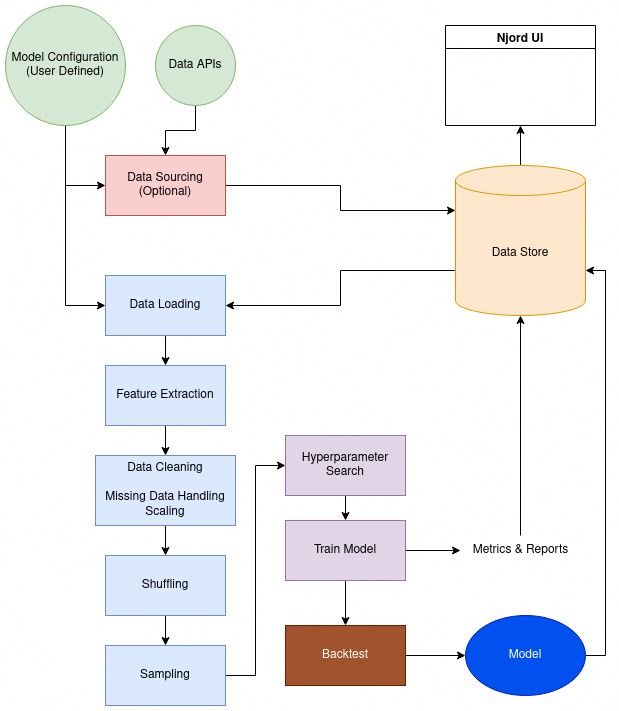 Model Configuration
(User Defined)
Data APIs
Njord UI
Data Sourcing
(Optional)
Data Store
Data Loading
Feature Extraction
Data Cleaning
Missing Data Handling
Scaling
Hyperparameter
Search
Train Model
Metrics & Reports
Shuffling
Sampling
Backtest
Model